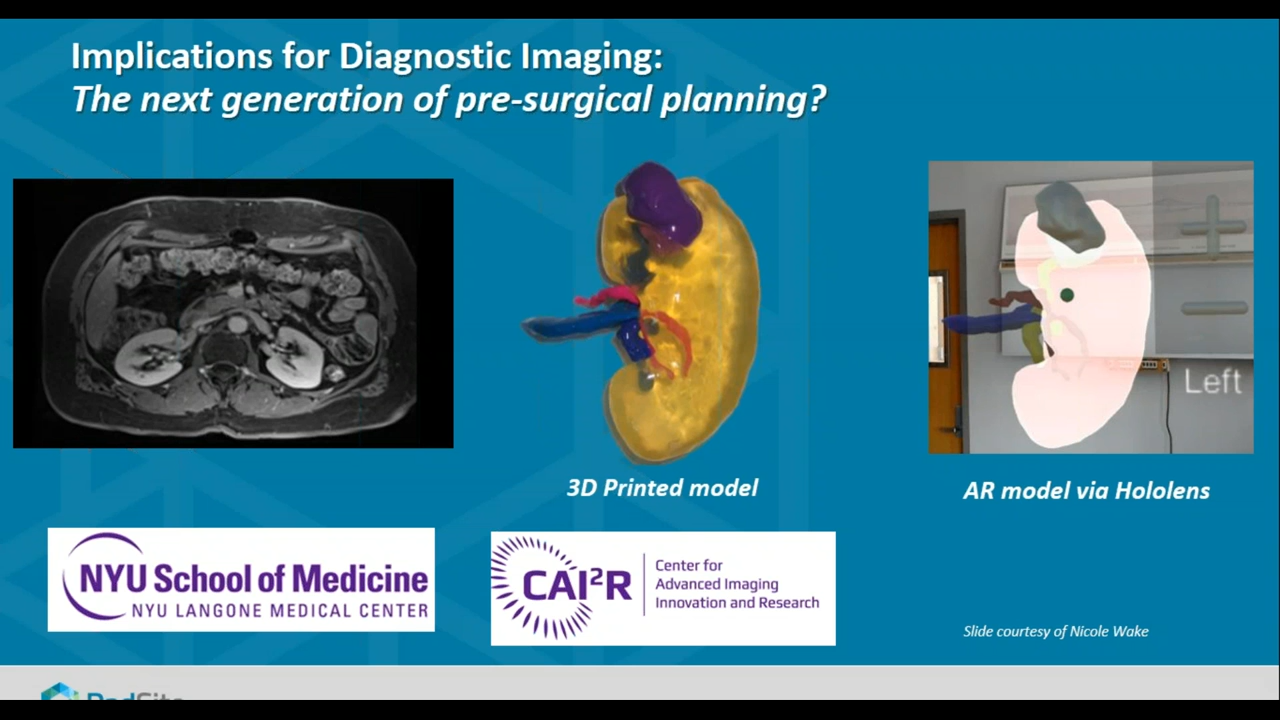 Implications for Diagnostic Imaging:
The next generation of pre-surgical planning?
Left
3D Printed model
AR model via Hololens
NYU School of Medicine
NYU LANGONE MEDICAL CENTER
CAI²R
Center for
Advanced Imaging
Innovation and Research
Slide courtesy of Nicole Wake